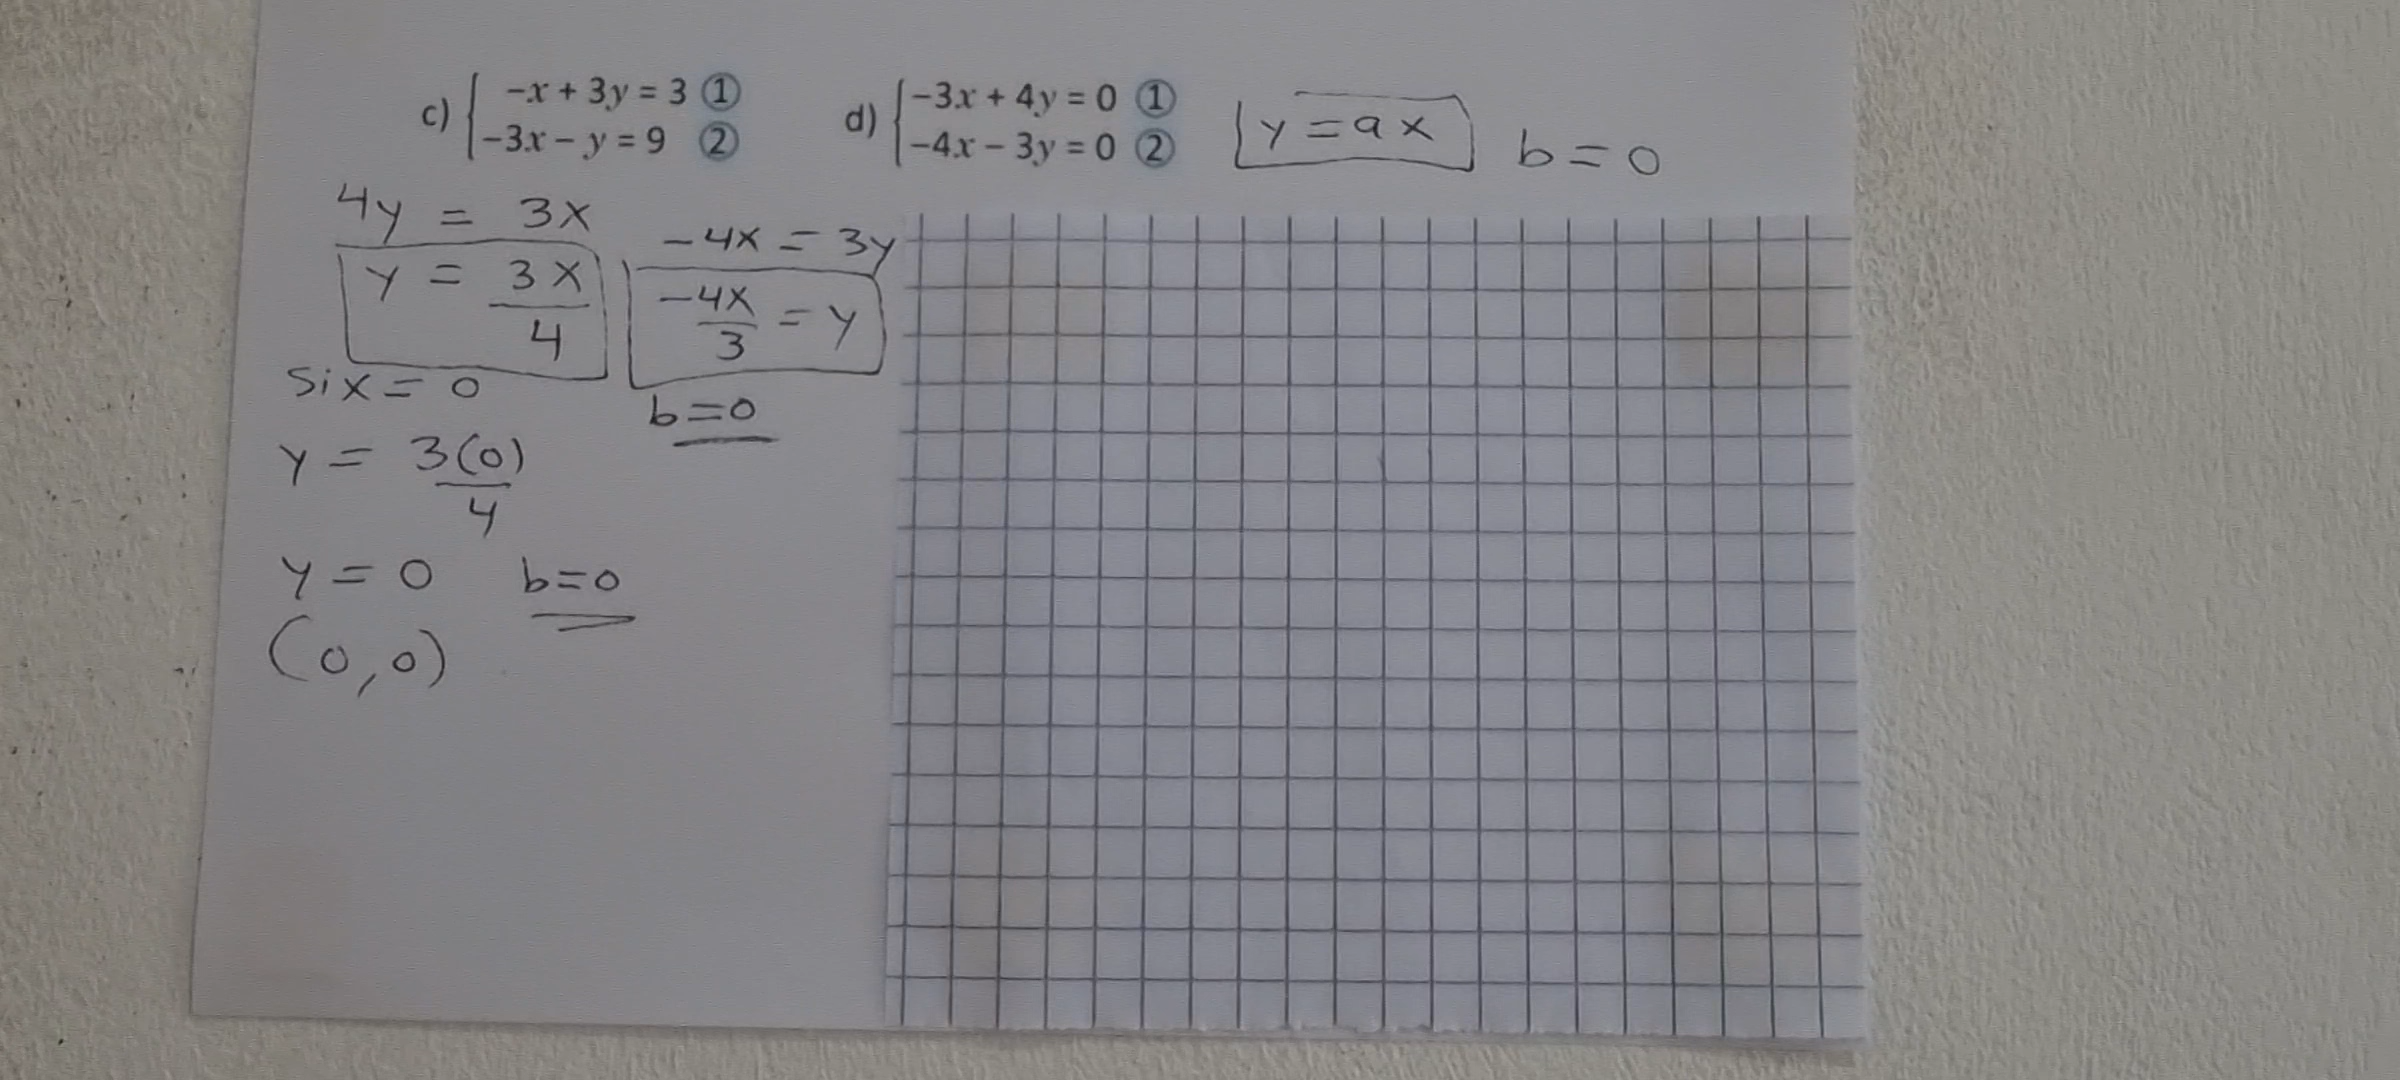 c) { -x + 3y = 3 ①
-3x - y = 9 ②
d) { -3x + 4y = 0 ①
-4x - 3y = 0 ②
y = ax
b = 0
4y = 3x
y = 3x/4
six = 0
y = 3(0)/4
y = 0 b=0
(0,0)
-4x = 3y
-4x/3 = y
b=0